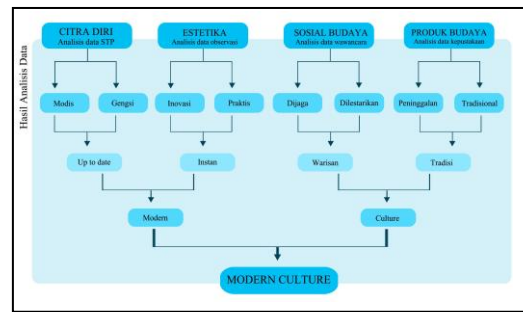 Hasil Analisis Data
CITRA DIRI
Analisis data STP
ESTETIKA
Analisis data observasi
SOSIAL BUDAYA
Analisis data wawancara
PRODUK BUDAYA
Analisis data kepustakaan
Modis
Gengsi
Inovasi
Praktis
Dijaga
Dilestarikan
Peninggalan
Tradisional
Up to date
Instan
Warisan
Tradisi
Modern
Culture
MODERN CULTURE